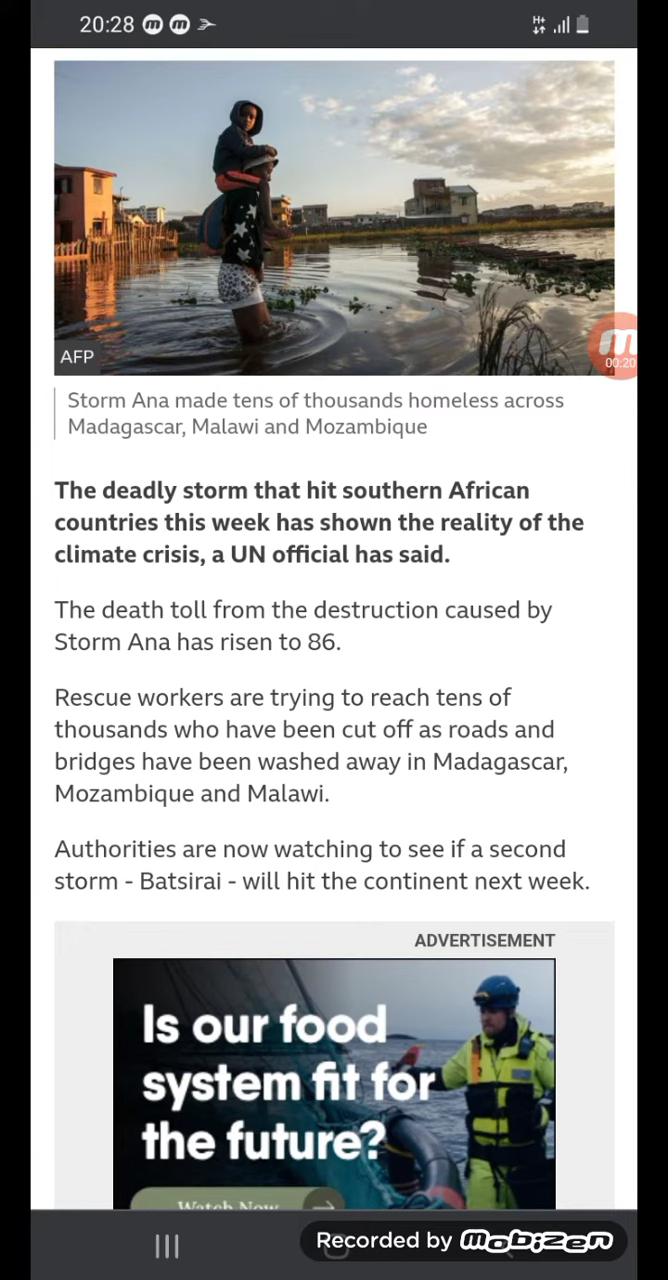 20:28
H+
AFP
m
00:20
Storm Ana made tens of thousands homeless across
Madagascar, Malawi and Mozambique
The deadly storm that hit southern African
countries this week has shown the reality of the
climate crisis, a UN official has said.
The death toll from the destruction caused by
Storm Ana has risen to 86.
Rescue workers are trying to reach tens of
thousands who have been cut off as roads and
bridges have been washed away in Madagascar,
Mozambique and Malawi.
Authorities are now watching to see if a second
storm - Batsirai - will hit the continent next week.
ADVERTISEMENT
Is our food
system fit for
the future?
Watch Now
Recorded by mobizen